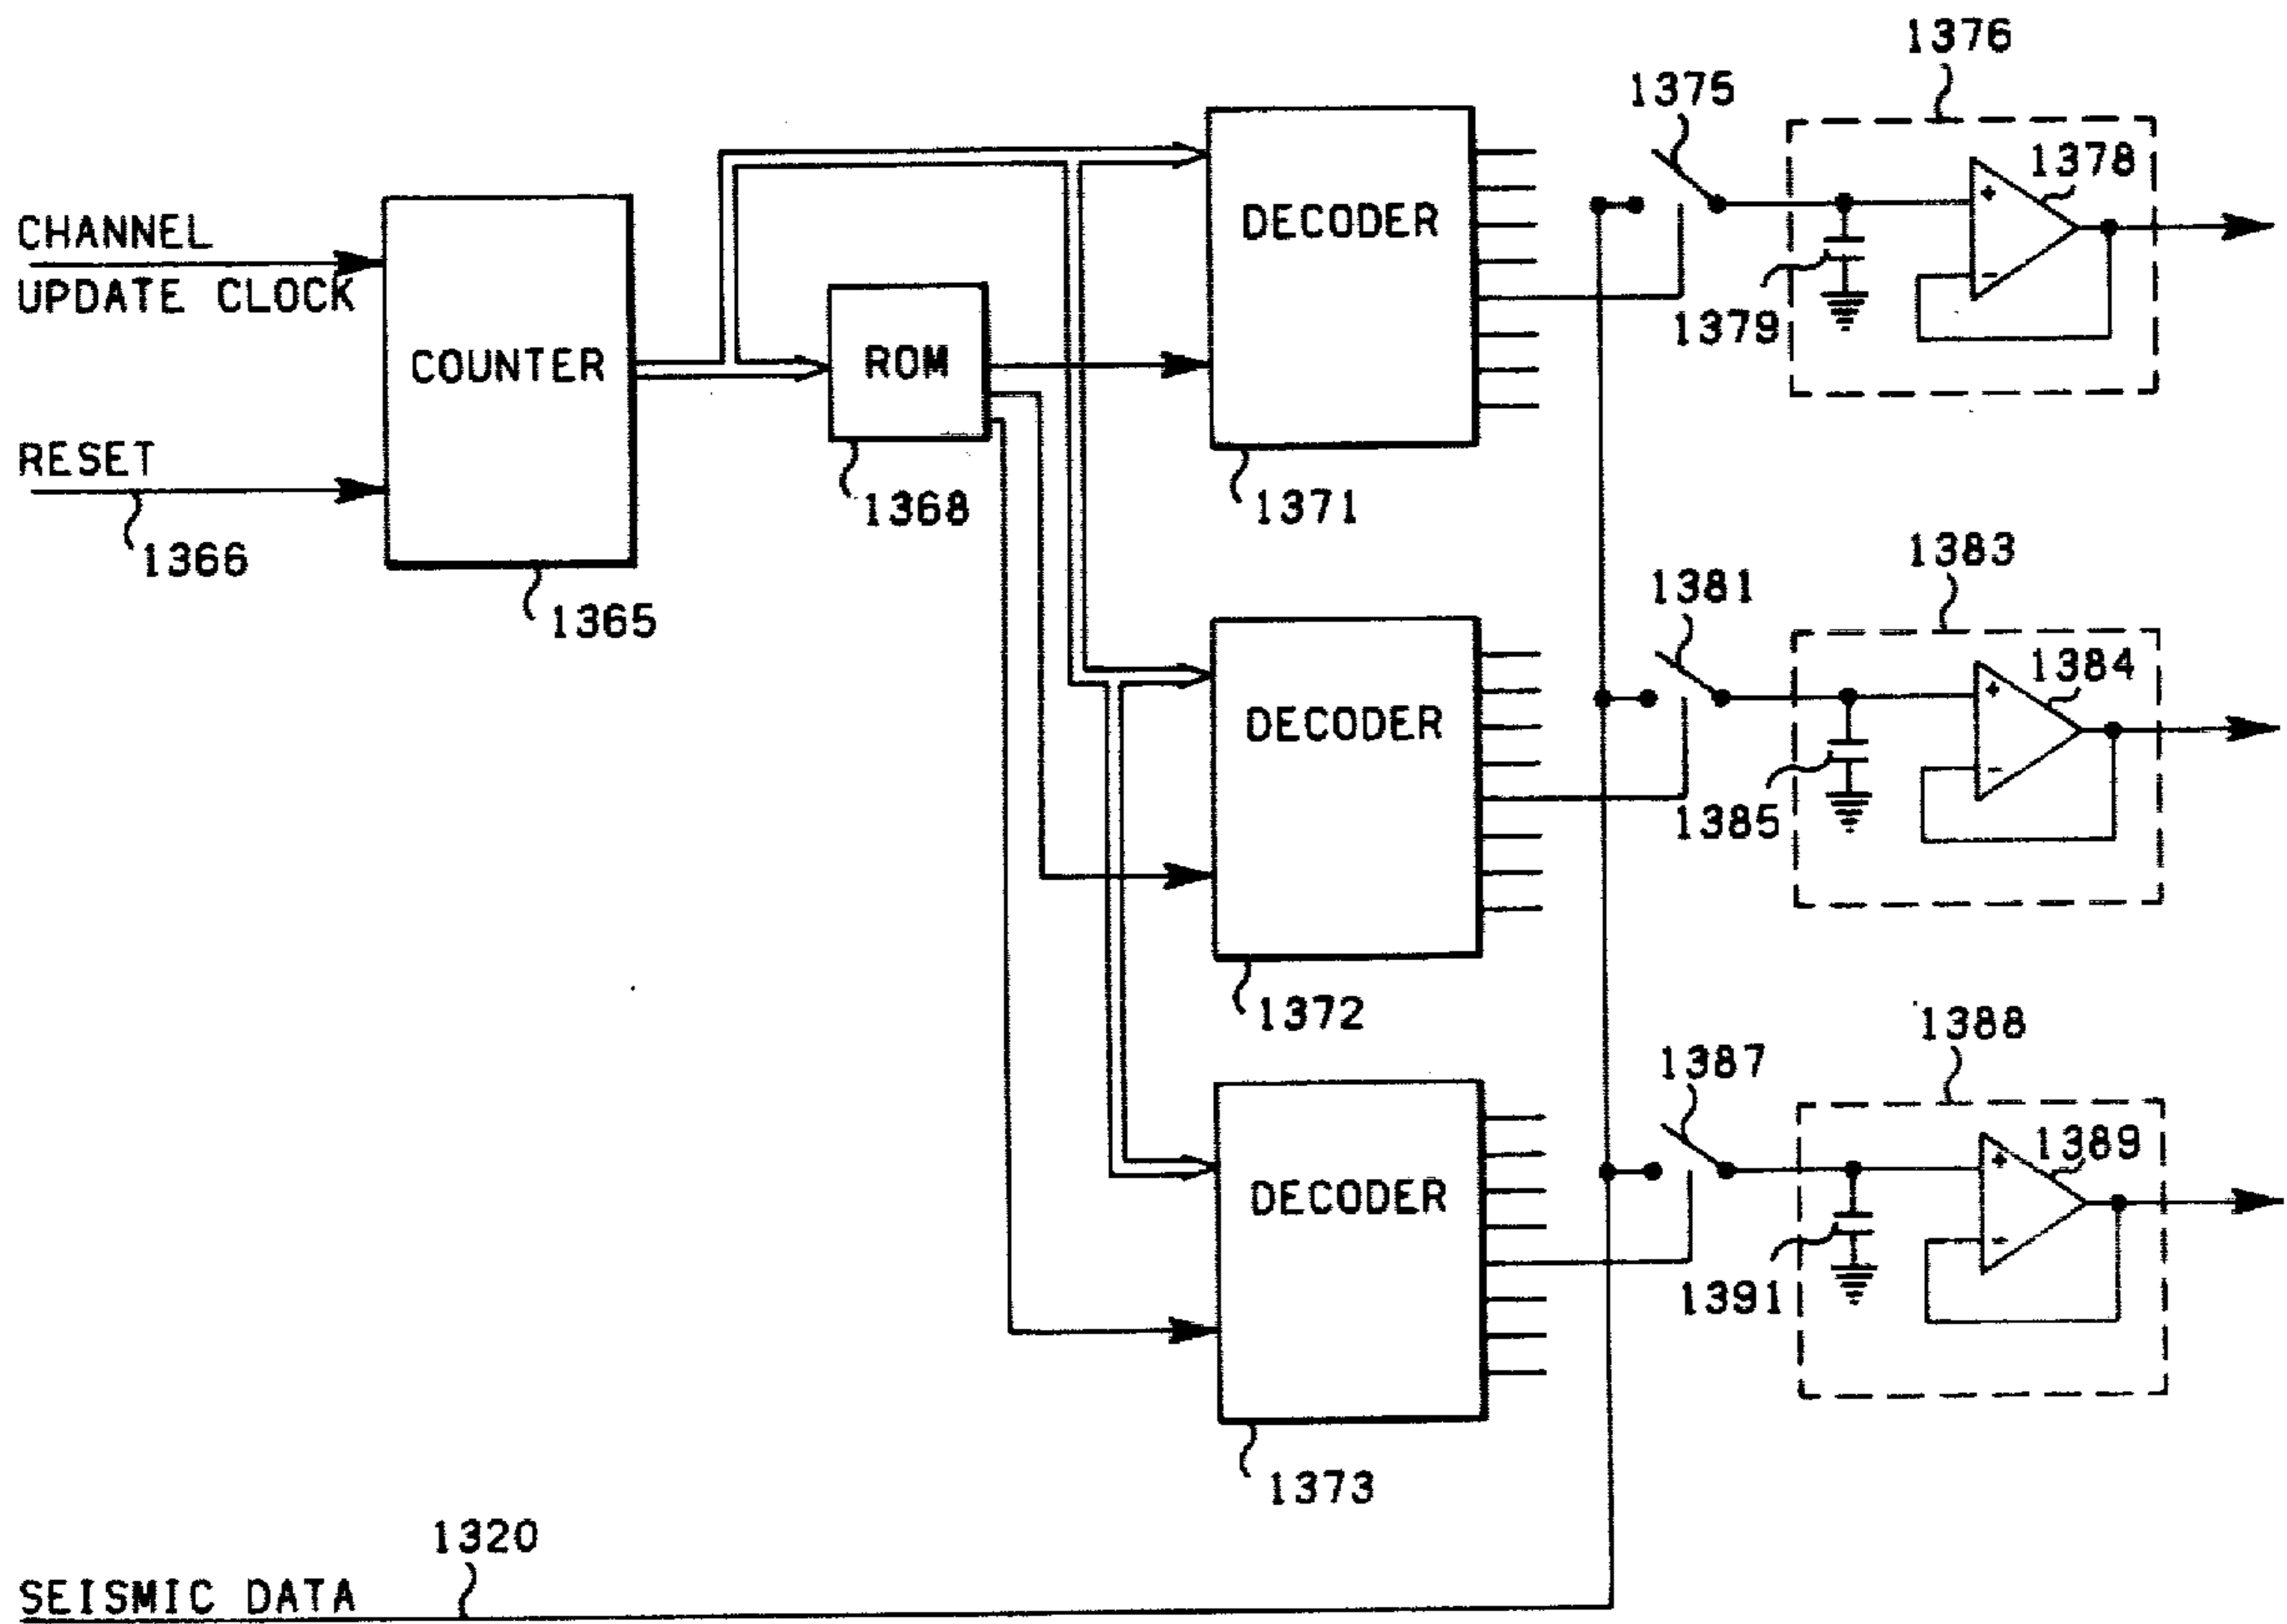 1376
1375
1378
CHANNEL
UPDATE CLOCK
COUNTER
ROM
DECODER
+
-
1379
RESET
1366
1365
1368
1371
1383
1381
1384
DECODER
+
-
1385
1372
1388
1387
1389
DECODER
+
-
1391
1373
1320
SEISMIC DATA